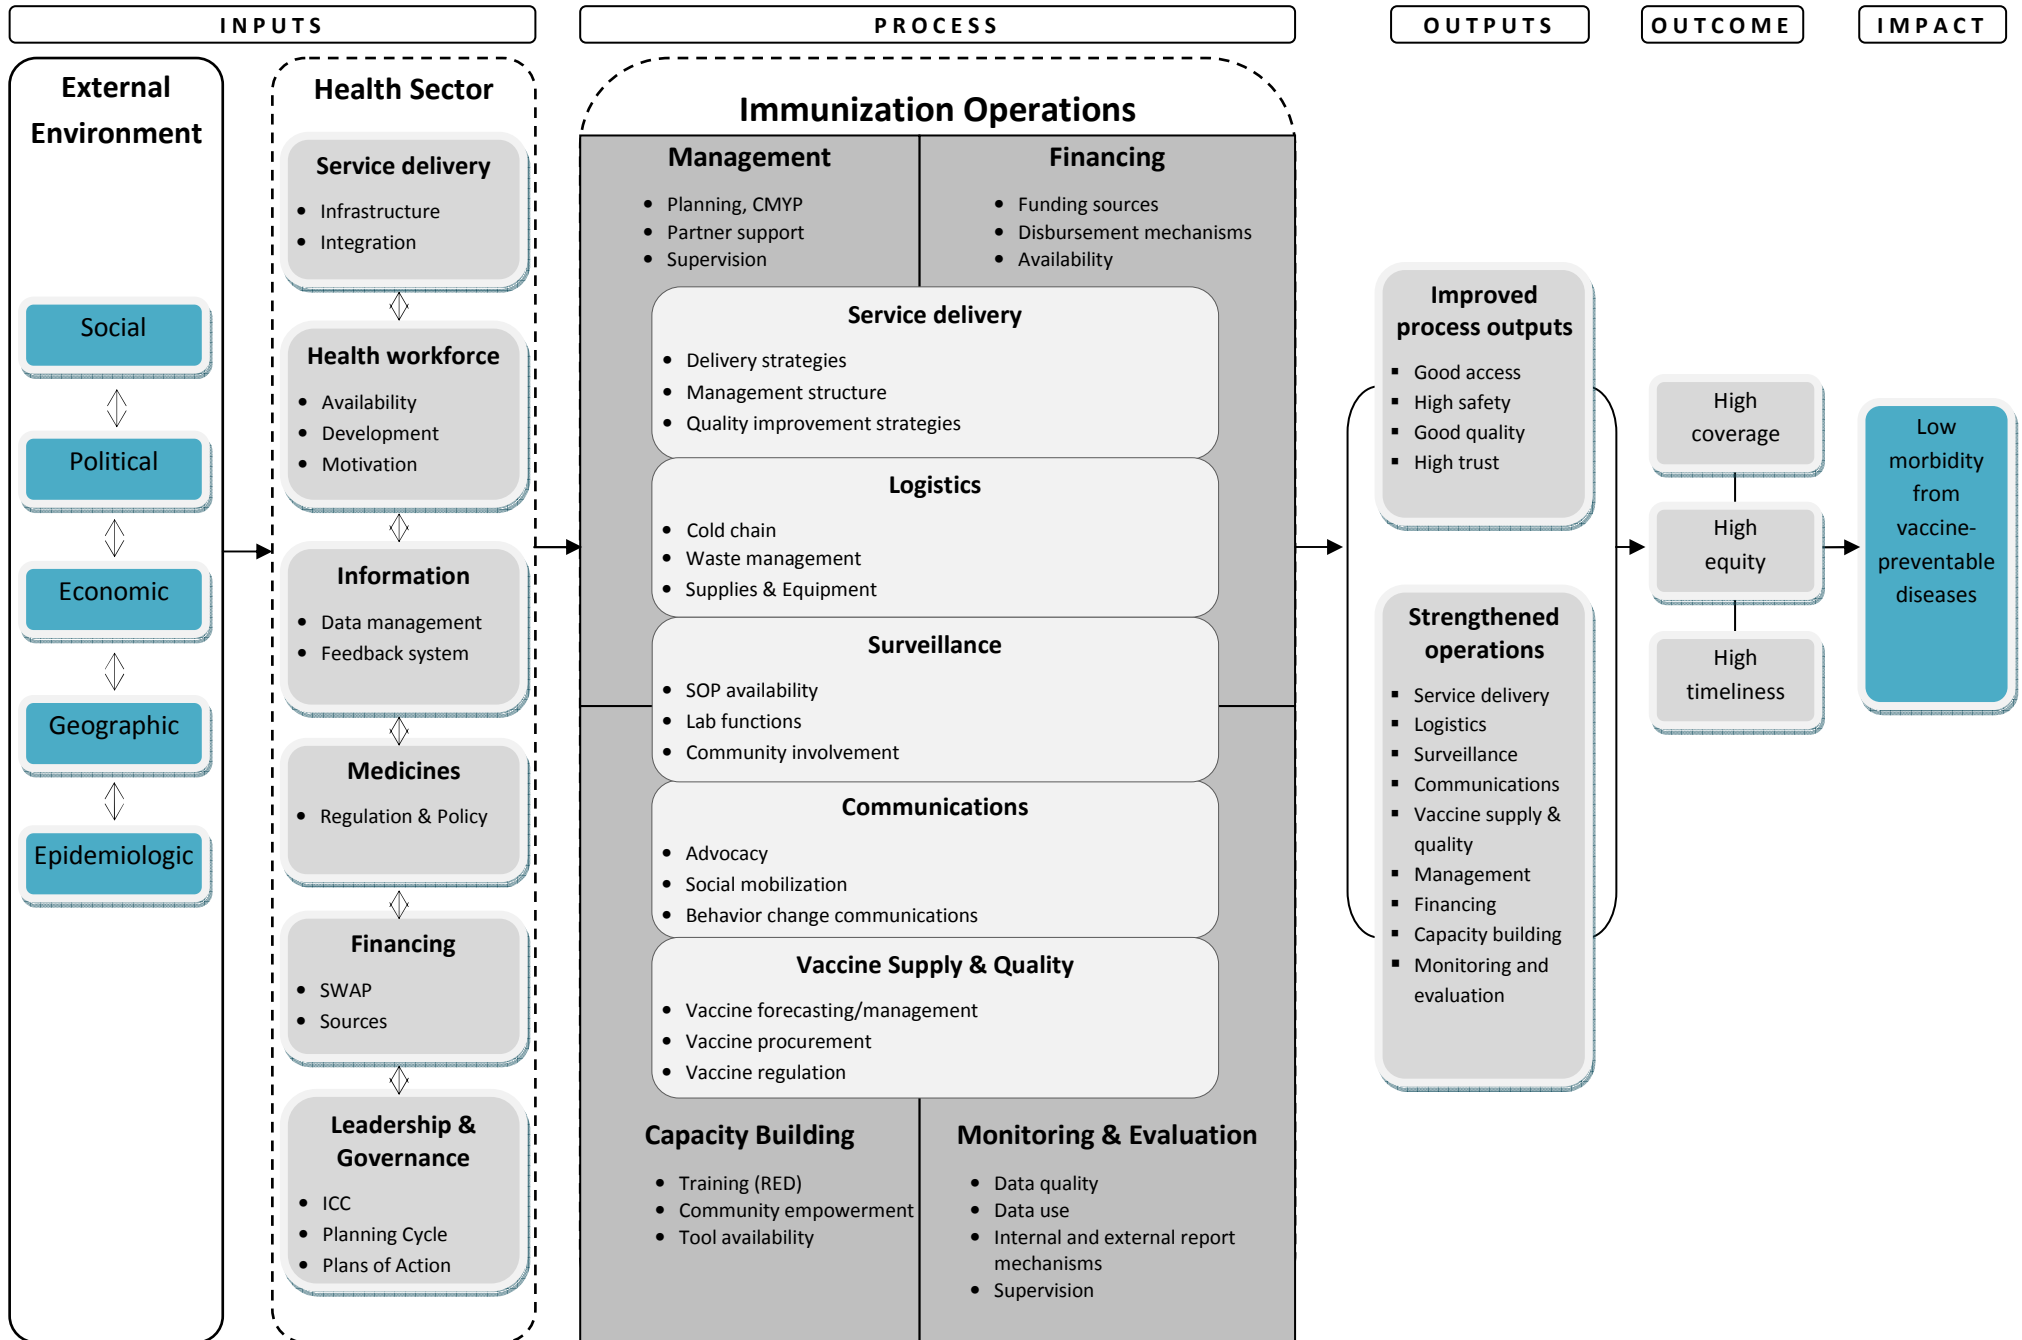 INPUTS
PROCESS
OUTPUTS
OUTCOME
IMPACT
External
Environment
Social
Political
Economic
Geographic
Epidemiologic
Health Sector
Service delivery
• Infrastructure
• Integration
Health workforce
• Availability
• Development
• Motivation
Information
• Data management
• Feedback system
Medicines
• Regulation & Policy
Financing
• SWAP
• Sources
Leadership &
Governance
• ICC
• Planning Cycle
• Plans of Action
Immunization Operations
Management
• Planning, CMYP
• Partner support
• Supervision
Financing
• Funding sources
• Disbursement mechanisms
• Availability
Service delivery
• Delivery strategies
• Management structure
• Quality improvement strategies
Logistics
• Cold chain
• Waste management
• Supplies & Equipment
Surveillance
• SOP availability
• Lab functions
• Community involvement
Communications
• Advocacy
• Social mobilization
• Behavior change communications
Vaccine Supply & Quality
• Vaccine forecasting/management
• Vaccine procurement
• Vaccine regulation
Capacity Building
• Training (RED)
• Community empowerment
• Tool availability
Monitoring & Evaluation
• Data quality
• Data use
• Internal and external report
mechanisms
• Supervision
Improved
process outputs
▪ Good access
▪ High safety
▪ Good quality
▪ High trust
Strengthened
operations
▪ Service delivery
▪ Logistics
▪ Surveillance
▪ Communications
▪ Vaccine supply &
quality
▪ Management
▪ Financing
▪ Capacity building
▪ Monitoring and
evaluation
High
coverage
High
equity
High
timeliness
Low
morbidity
from
vaccine-
preventable
diseases